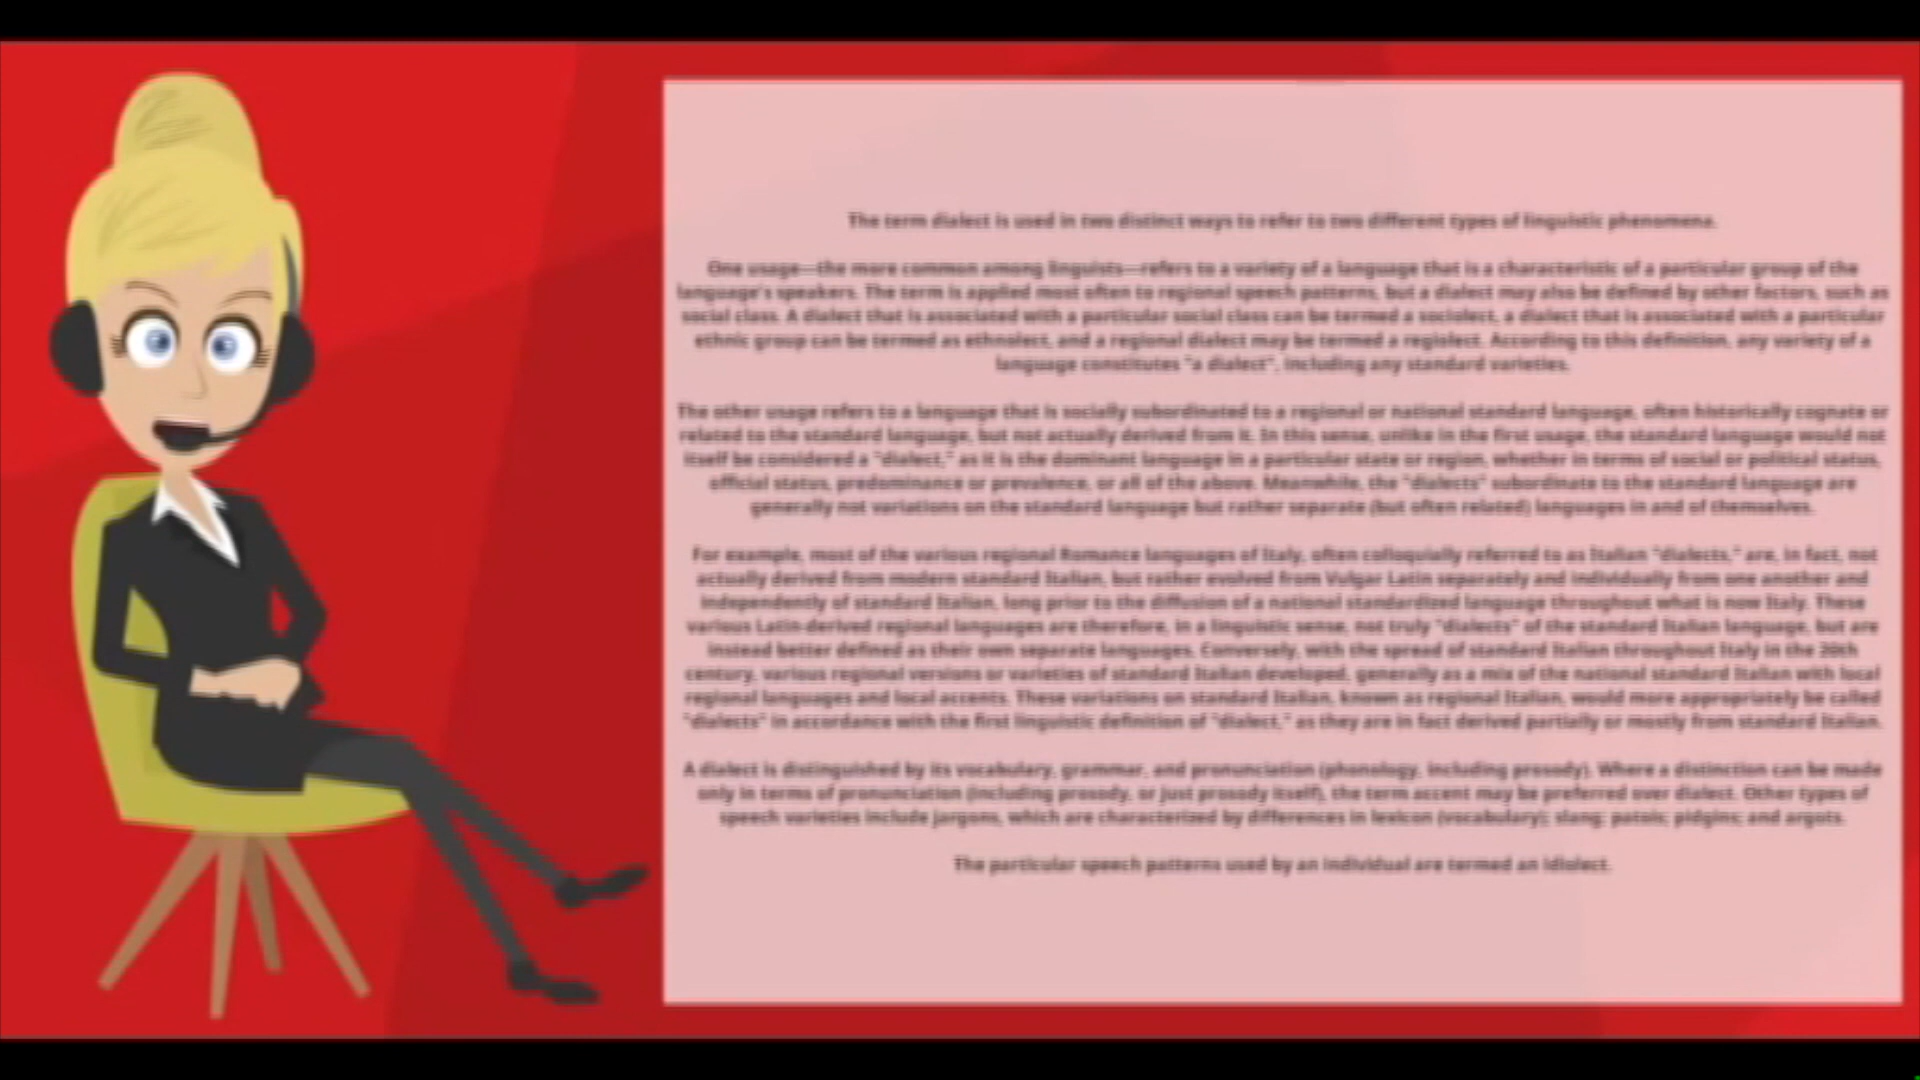 The term dialect is used in two distinct ways to refer to two different types of linguistic phenomena.
One usage—the more common among linguists—refers to a variety of a language that is a characteristic of a particular group of the
language's speakers. The term is applied most often to regional speech patterns, but a dialect may also be defined by other factors, such as
social class. A dialect that is associated with a particular social class can be termed a sociolect, a dialect that is associated with a particular
ethnic group can be termed as ethnolect, and a regional dialect may be termed a regiolect. According to this definition, any variety of a
language constitutes "a dialect", including any standard varieties.
The other usage refers to a language that is socially subordinated to a regional or national standard language, often historically cognate or
related to the standard language, but not actually derived from it. In this sense, unlike in the first usage, the standard language would not
itself be considered a "dialect," as it is the dominant language in a particular state or region, whether in terms of social or political status,
official status, predominance or prevalence, or all of the above. Meanwhile, the "dialects" subordinate to the standard language are
generally not variations on the standard language but rather separate (but often related) languages in and of themselves.
For example, most of the various regional Romance languages of Italy, often colloquially referred to as Italian "dialects," are, in fact, not
actually derived from modern standard Italian, but rather evolved from Vulgar Latin separately and individually from one another and
independently of standard Italian, long prior to the diffusion of a national standardized language throughout what is now Italy. These
various Latin-derived regional languages are therefore, in a linguistic sense, not truly "dialects" of the standard Italian language, but are
instead better defined as their own separate languages. Conversely, with the spread of standard Italian throughout Italy in the 20th
century, various regional versions or varieties of standard Italian developed, generally as a mix of the national standard Italian with local
regional languages and local accents. These variations on standard Italian, known as regional Italian, would more appropriately be called
"dialects" in accordance with the first linguistic definition of "dialect," as they are in fact derived partially or mostly from standard Italian.
A dialect is distinguished by its vocabulary, grammar, and pronunciation (phonology, including prosody). Where a distinction can be made
only in terms of pronunciation (including prosody, or just prosody itself), the term accent may be preferred over dialect. Other types of
speech varieties include jargons, which are characterized by differences in lexicon (vocabulary); slang; patois; pidgins; and argots.
The particular speech patterns used by an individual are termed an idiolect.